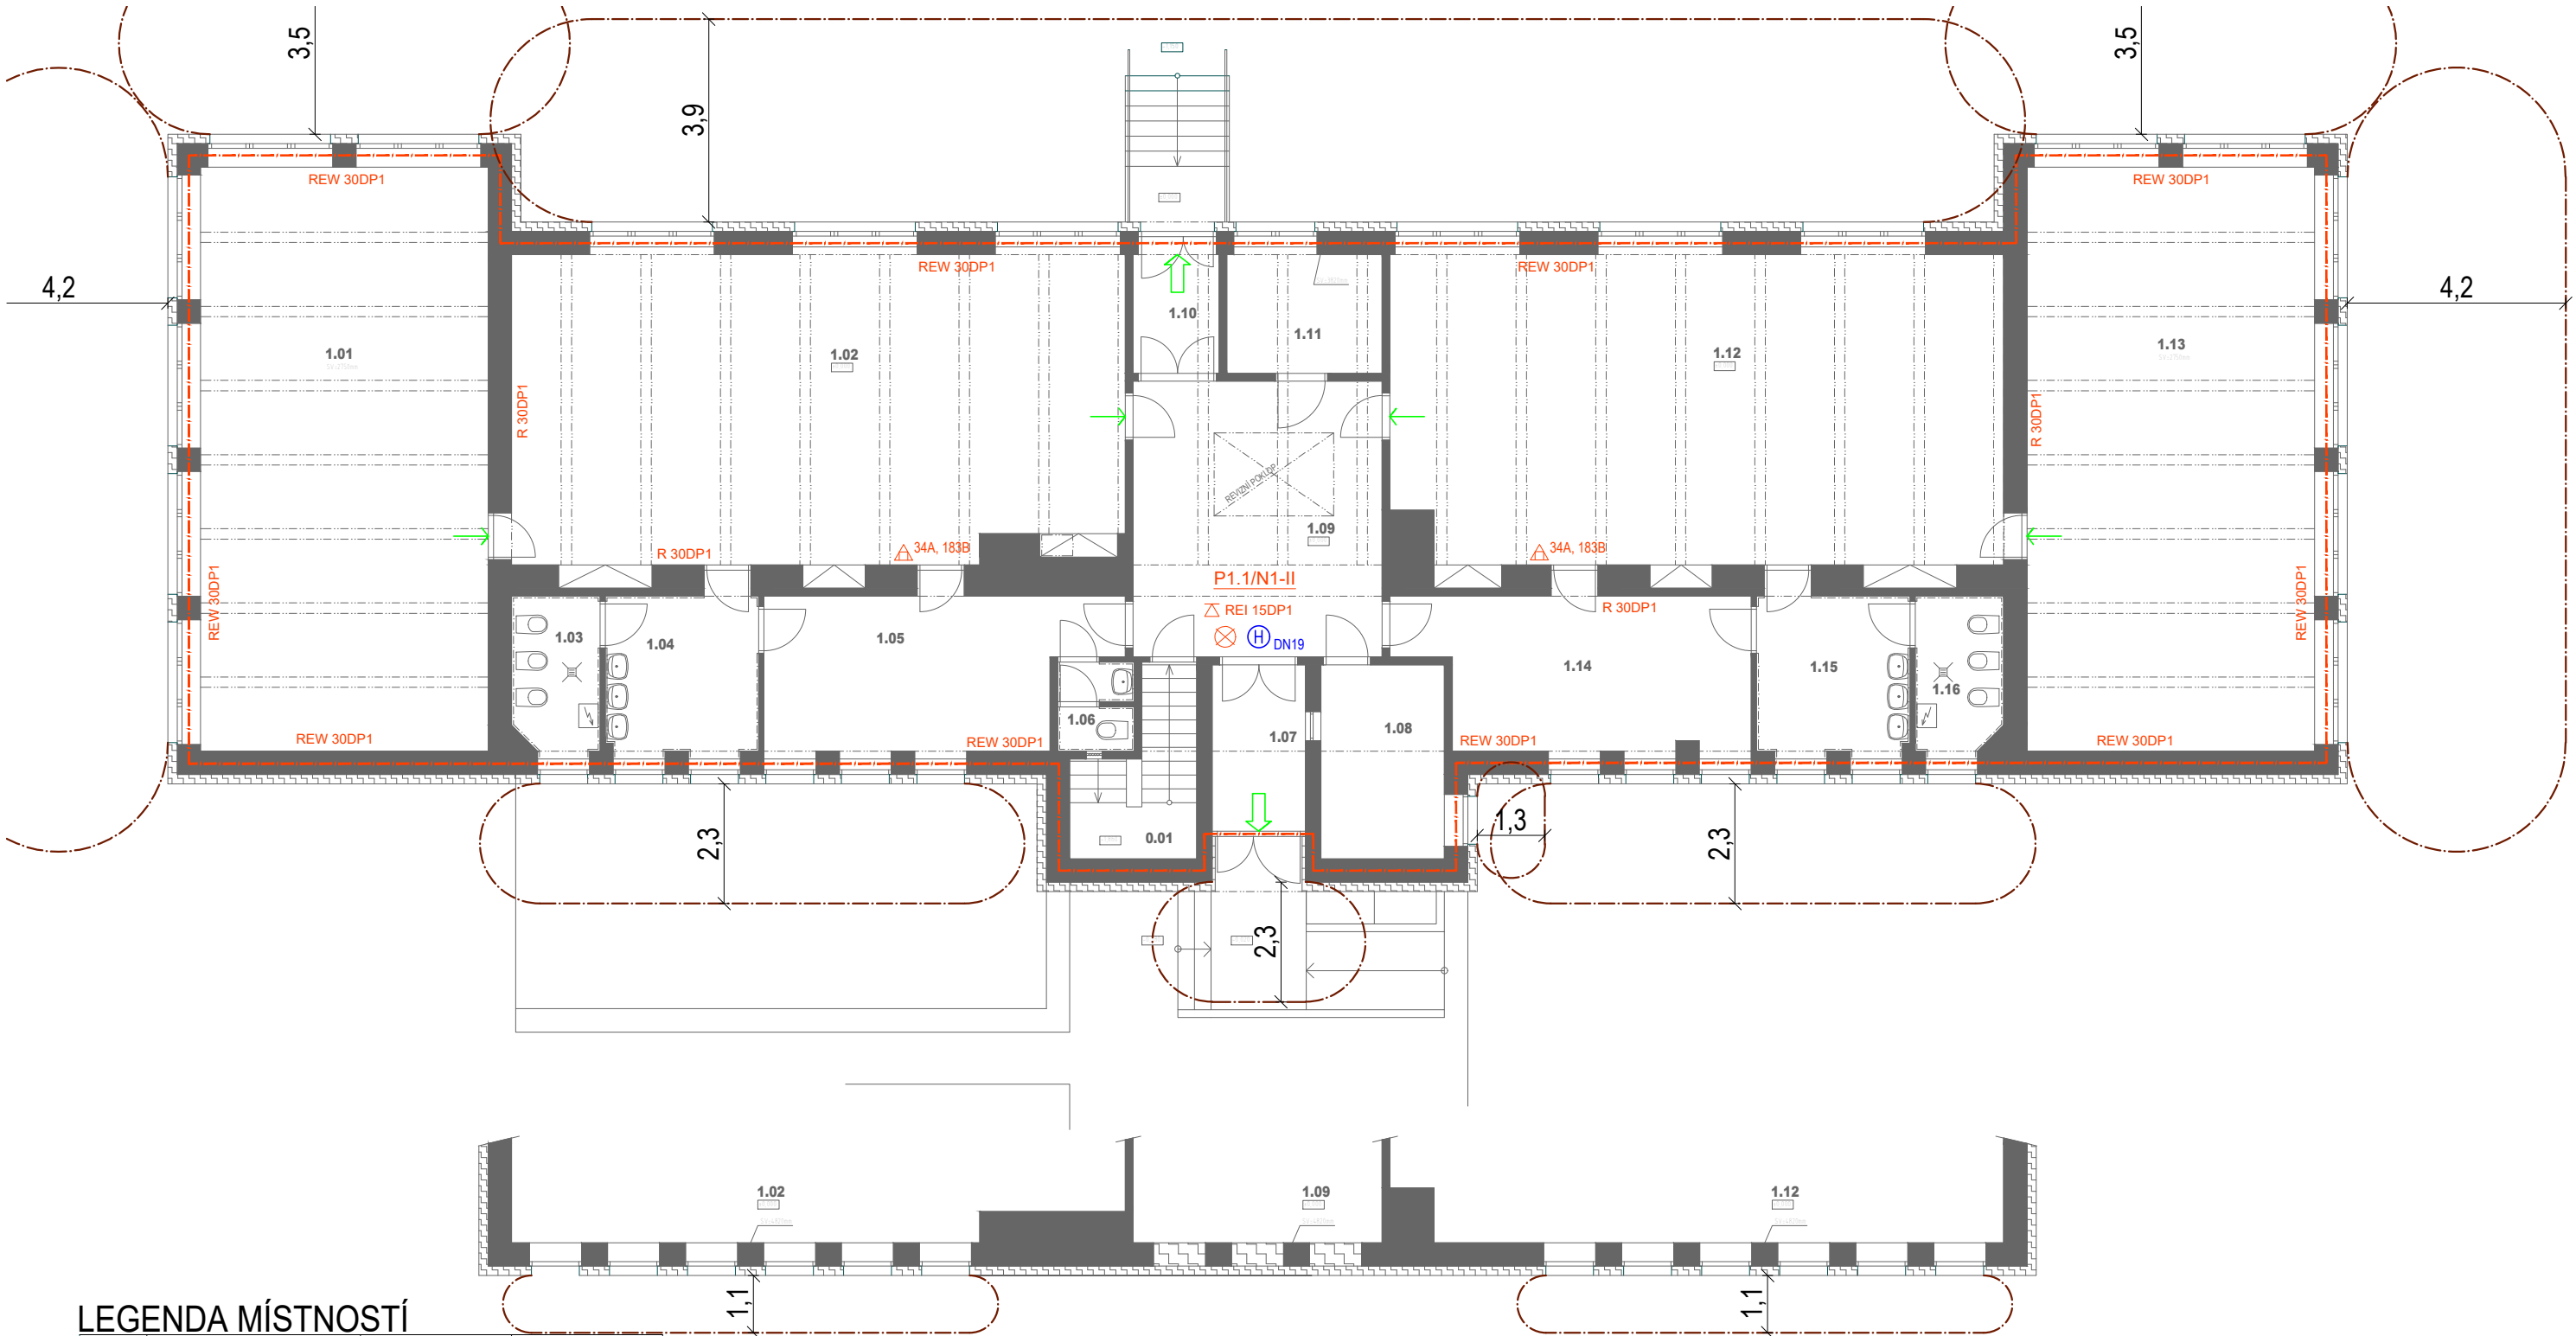 3,5
3,5
3,9
REW 30DP1
REW 30DP1
4,2
4,2
REW 30DP1
REW 30DP1
1.10
1.11
1.01
1.02
1.12
1.13
R 30DP1
R 30DP1
REVIZNÍ POKLOP
1.09
R 30DP1
34A, 183B
34A, 183B
P1.1/N1-II
REI 15DP1
R 30DP1
H DN19
REW 30DP1
REW 30DP1
1.03
1.04
1.05
1.14
1.15
1.16
1.06
1.07
1.08
REW 30DP1
REW 30DP1
REW 30DP1
REW 30DP1
0.01
1,3
2,3
2,3
2,3
1.02
1.09
1.12
1,1
1,1
LEGENDA MÍSTNOSTÍ